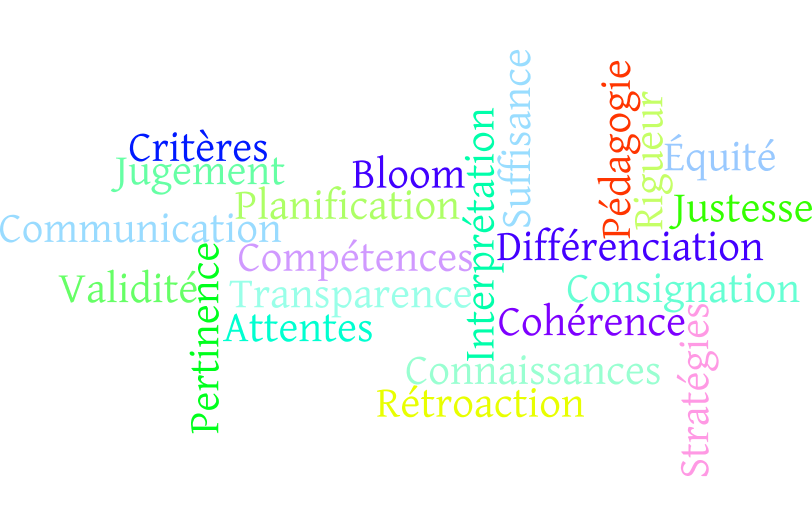 Suffisance
Pédagogie
Rigueur
Critères
Jugement
Équité
Bloom
Interprétation
Planification
Justesse
Communication
Différenciation
Compétences
Validité
Pertinence
Transparence
Consignation
Attentes
Cohérence
Stratégies
Connaissances
Rétroaction